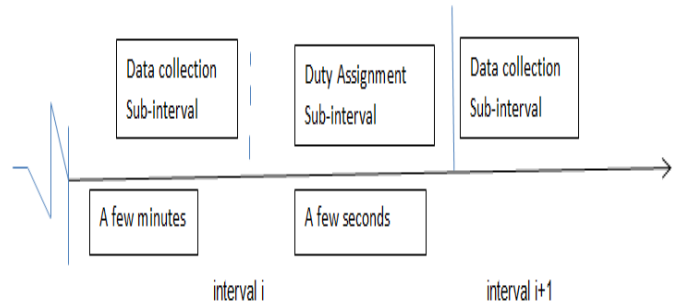 Data collection
Sub-interval
Duty Assignment
Sub-interval
Data collection
Sub-interval
A few minutes
A few seconds
interval i
interval i+1